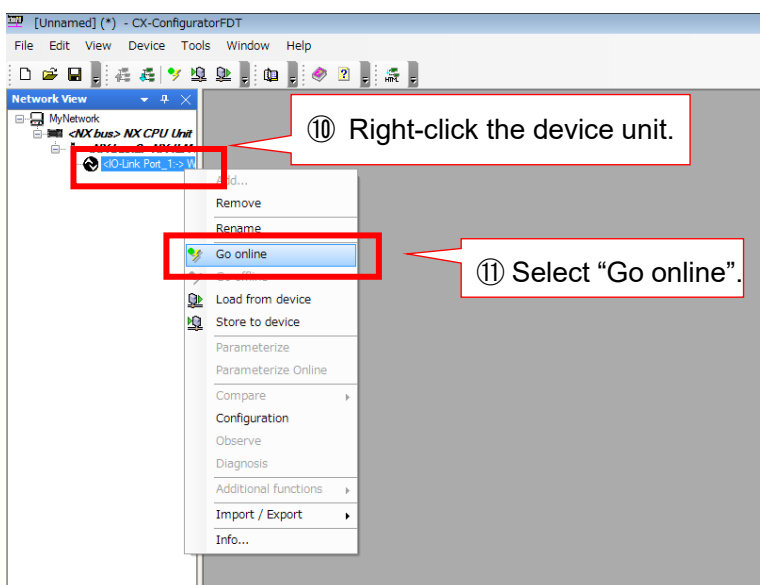 [Unnamed] (*) - CX-ConfiguratorFDT
File Edit View Device Tools Window Help
Network View
MyNetwork
<NX bus> NX CPU Unit
<IO-Link Port_1:> W
⑩ Right-click the device unit.
Add...
Remove
Rename
Go online
Go offline
Load from device
Store to device
Parameterize
Parameterize Online
Compare
Configuration
Observe
Diagnosis
Additional functions
Import / Export
Info...
⑪ Select “Go online”.